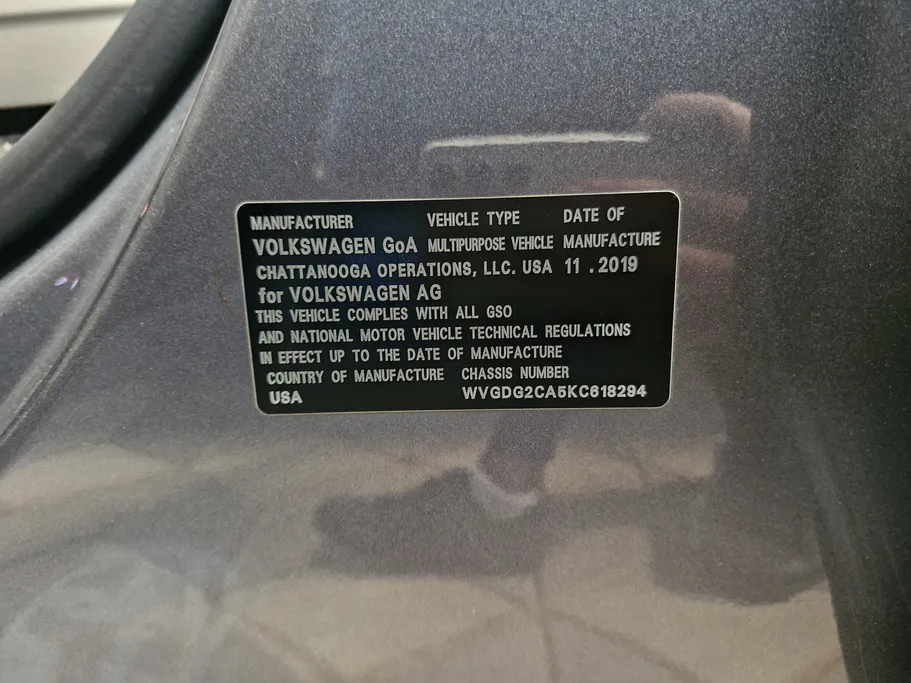 MANUFACTURER VEHICLE TYPE DATE OF
VOLKSWAGEN GoA MULTIPURPOSE VEHICLE MANUFACTURE
CHATTANOOGA OPERATIONS, LLC. USA 11 .2019
for VOLKSWAGEN AG
THIS VEHICLE COMPLIES WITH ALL GSO
AND NATIONAL MOTOR VEHICLE TECHNICAL REGULATIONS
IN EFFECT UP TO THE DATE OF MANUFACTURE
COUNTRY OF MANUFACTURE CHASSIS NUMBER
USA WVGDG2CA5KC618294